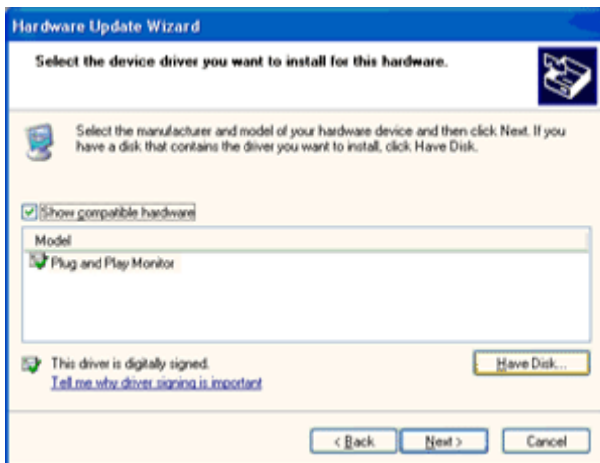 Hardware Update Wizard
Select the device driver you want to install for this hardware.
Select the manufacturer and model of your hardware device and then click Next. If you
have a disk that contains the driver you want to install, click Have Disk.
Show compatible hardware
Model
Plug and Play Monitor
This driver is digitally signed.
Have Disk...
Tell me why driver signing is important
< Back
Next >
Cancel